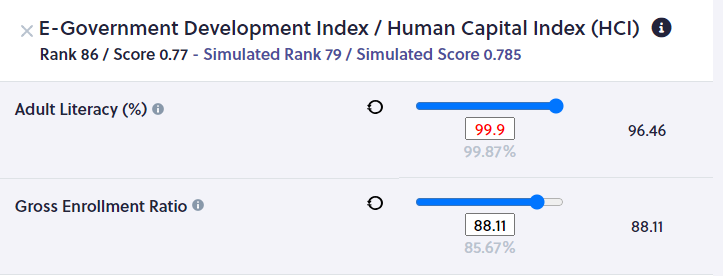 × E-Government Development Index / Human Capital Index (HCI) i
Rank 86 / Score 0.77 - Simulated Rank 79 / Simulated Score 0.785
Adult Literacy (%) i
99.9
96.46
99.87%
Gross Enrollment Ratio i
88.11
88.11
85.67%